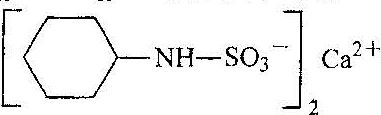 [ —NH—SO₃⁻ ]₂ Ca²⁺